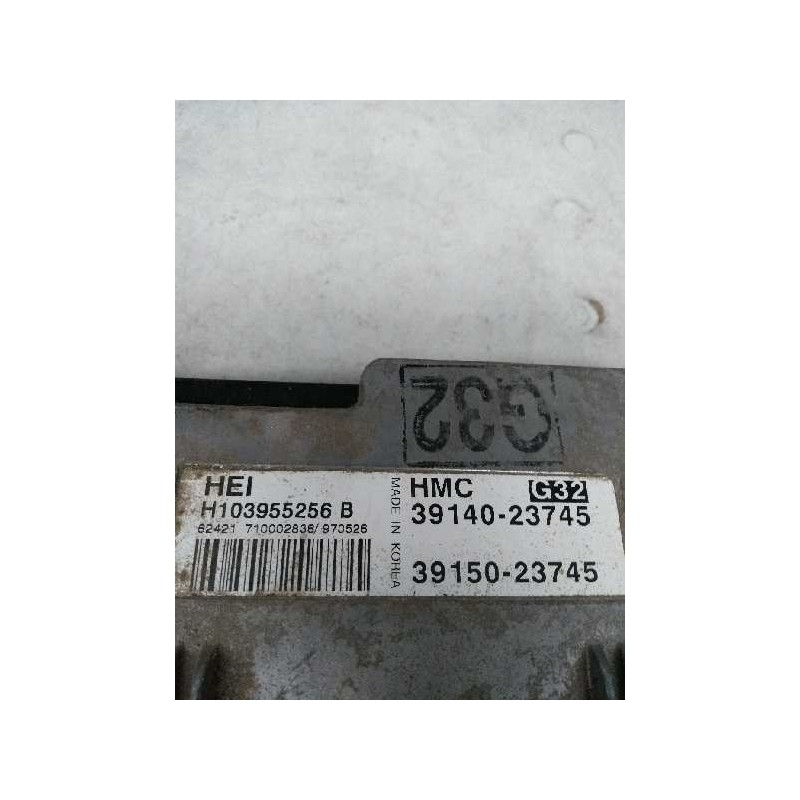 G32
HEI
H103955256 B
62421 710002836/970526
MADE IN KOREA
HMC G32
39140-23745
39150-23745